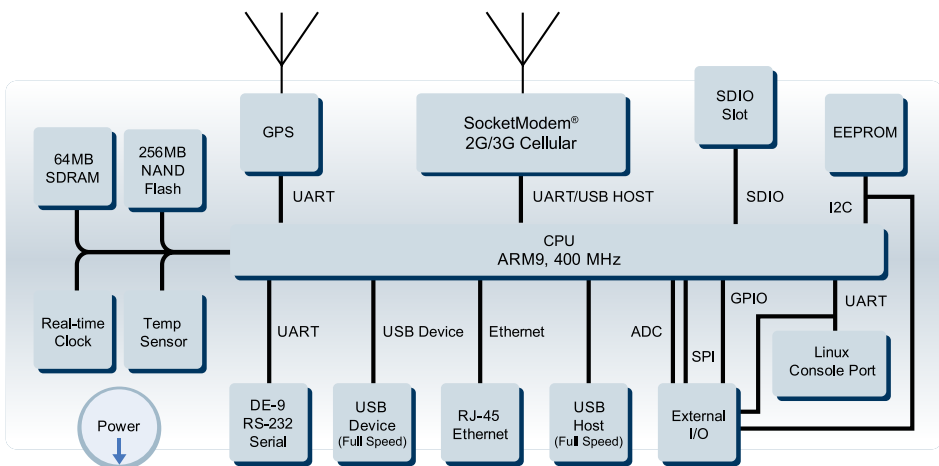 GPS
SocketModem®
2G/3G Cellular
SDIO
Slot
EEPROM
64MB
SDRAM
256MB
NAND
Flash
UART
UART/USB HOST
SDIO
I2C
CPU
ARM9, 400 MHz
Real-time
Clock
Temp
Sensor
UART
USB Device
Ethernet
ADC
SPI
GPIO
UART
Linux
Console Port
Power
DE-9
RS-232
Serial
USB
Device
(Full Speed)
RJ-45
Ethernet
USB
Host
(Full Speed)
External
I/O